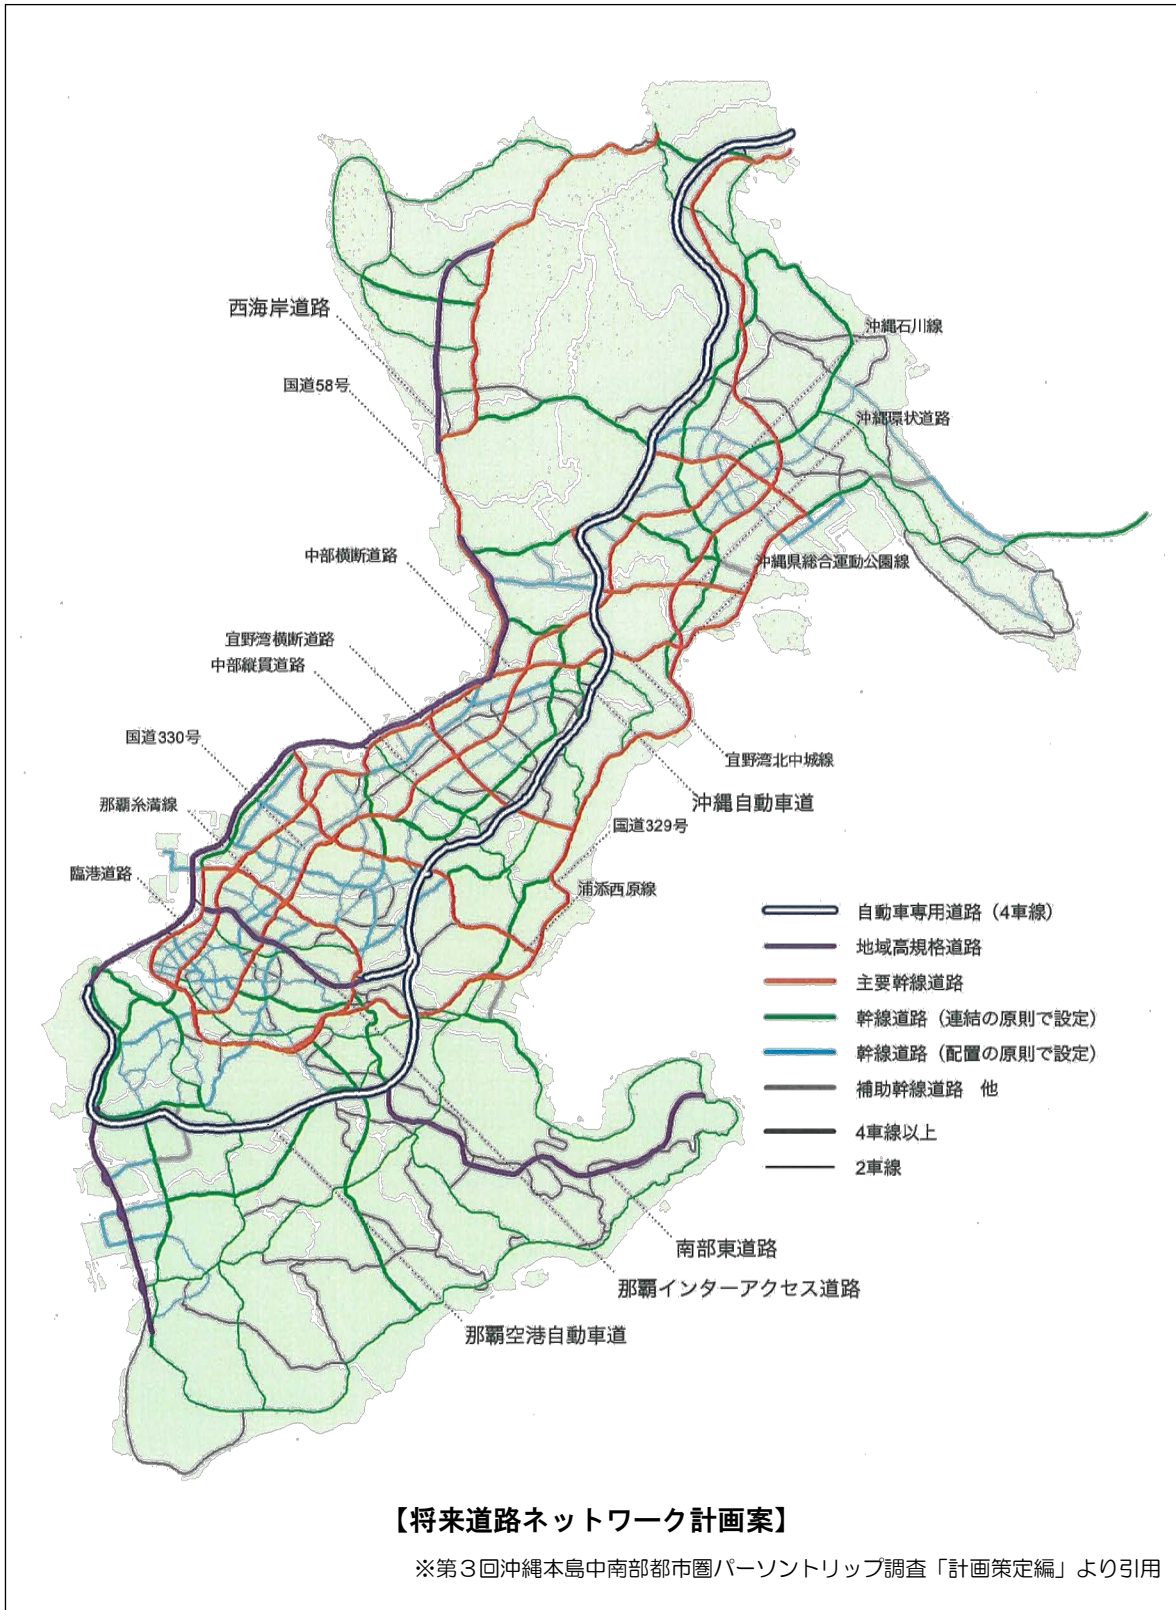 西海岸道路
沖縄石川線
国道58号
沖縄環状道路
中部横断道路
沖縄県総合運動公園線
宜野湾横断道路
中部縦貫道路
国道330号
宜野湾北中城線
那覇糸満線
沖縄自動車道
国道329号
臨港道路
浦添西原線
自動車専用道路（4車線）
地域高規格道路
主要幹線道路
幹線道路（連結の原則で設定）
幹線道路（配置の原則で設定）
補助幹線道路　他
4車線以上
2車線
南部東道路
那覇インターアクセス道路
那覇空港自動車道
【将来道路ネットワーク計画案】
※第３回沖縄本島中南部都市圏パーソントリップ調査「計画策定編」より引用